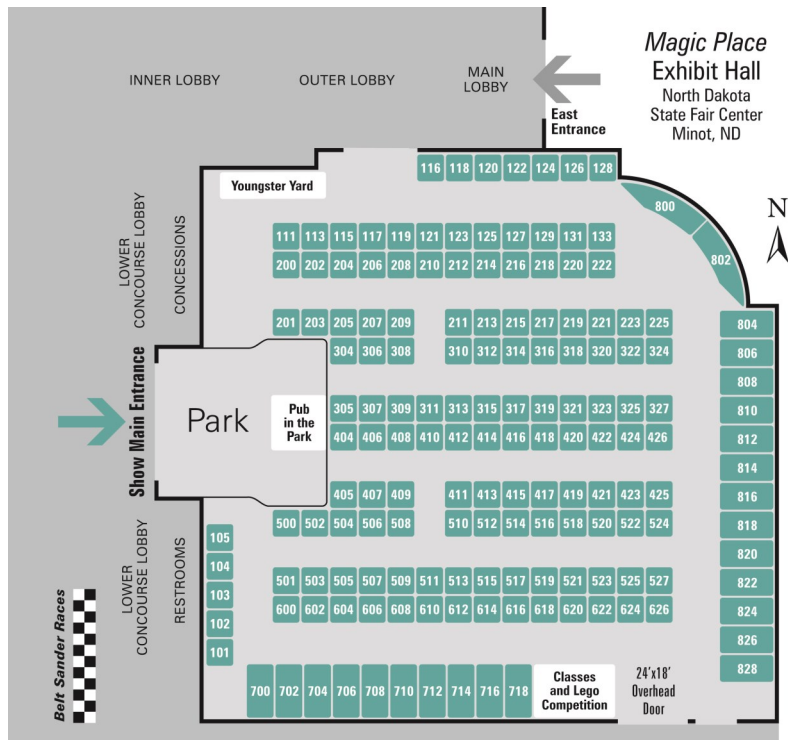 Magic Place
Exhibit Hall
North Dakota
State Fair Center
Minot, ND
INNER LOBBY
OUTER LOBBY
MAIN
LOBBY
East
Entrance
N
116 118 120 122 124 126 128
Youngster Yard
800
802
LOWER
CONCOURSE LOBBY
CONCESSIONS
111 113 115 117 119 121 123 125 127 129 131 133
200 202 204 206 208 210 212 214 216 218 220 222
201 203 205 207 209 211 213 215 217 219 221 223 225
304 306 308 310 312 314 316 318 320 322 324
Show Main Entrance
Park
Pub
in the
Park
305 307 309 311 313 315 317 319 321 323 325 327
404 406 408 410 412 414 416 418 420 422 424 426
405 407 409 411 413 415 417 419 421 423 425
500 502 504 506 508 510 512 514 516 518 520 522 524
LOWER
CONCOURSE LOBBY
RESTROOMS
105
104
103
102
101
501 503 505 507 509 511 513 515 517 519 521 523 525 527
600 602 604 606 608 610 612 614 616 618 620 622 624 626
804
806
808
810
812
814
816
818
820
822
824
826
828
Belt Sander Races
700 702 704 706 708 710 712 714 716 718
Classes
and Lego
Competition
24'x18'
Overhead
Door